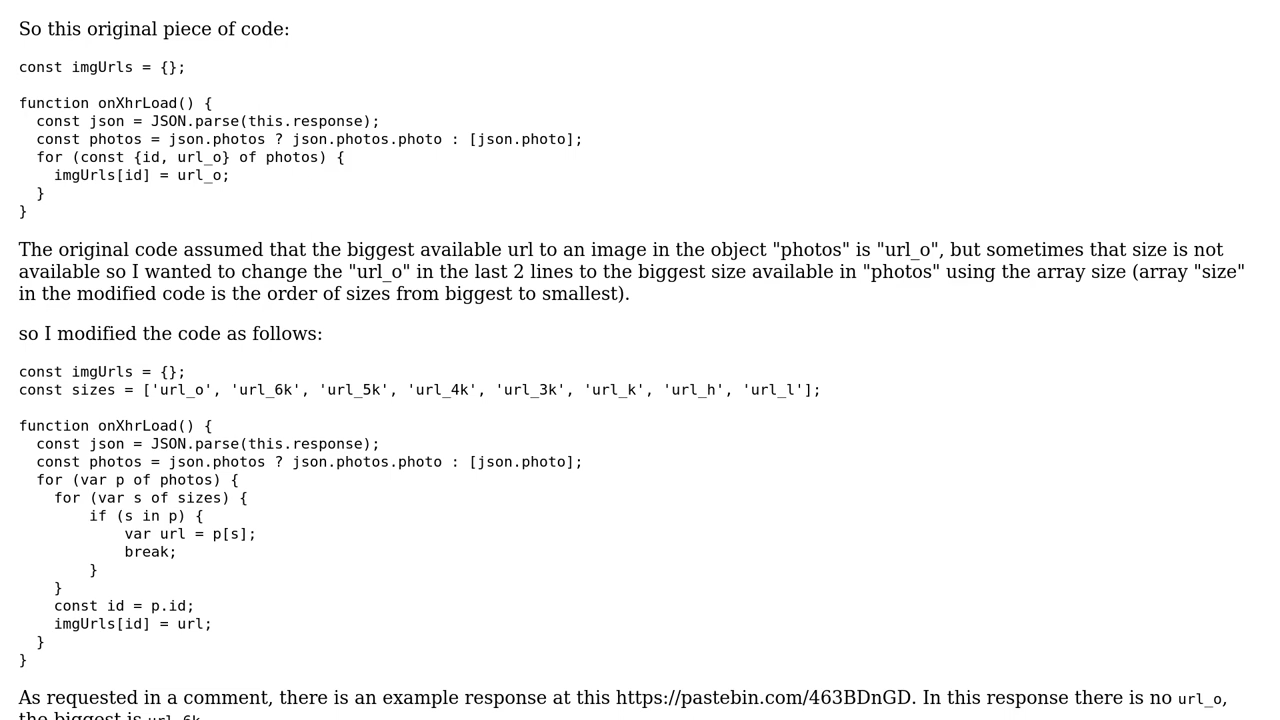 So this original piece of code:
const imgUrls = {};
function onXhrLoad() {
const json = JSON.parse(this.response);
const photos = json.photos ? json.photos.photo : [json.photo];
for (const {id, url_o} of photos) {
imgUrls[id] = url_o;
}
}
The original code assumed that the biggest available url to an image in the object "photos" is "url_o", but sometimes that size is not
available so I wanted to change the "url_o" in the last 2 lines to the biggest size available in "photos" using the array size (array "size"
in the modified code is the order of sizes from biggest to smallest).
so I modified the code as follows:
const imgUrls = {};
const sizes = ['url_o', 'url_6k', 'url_5k', 'url_4k', 'url_3k', 'url_k', 'url_h', 'url_l'];
function onXhrLoad() {
const json = JSON.parse(this.response);
const photos = json.photos ? json.photos.photo : [json.photo];
for (var p of photos) {
for (var s of sizes) {
if (s in p) {
var url = p[s];
break;
}
}
const id = p.id;
imgUrls[id] = url;
}
}
As requested in a comment, there is an example response at this https://pastebin.com/463BDnGD. In this response there is no url_o,
the biggest is url_6k.